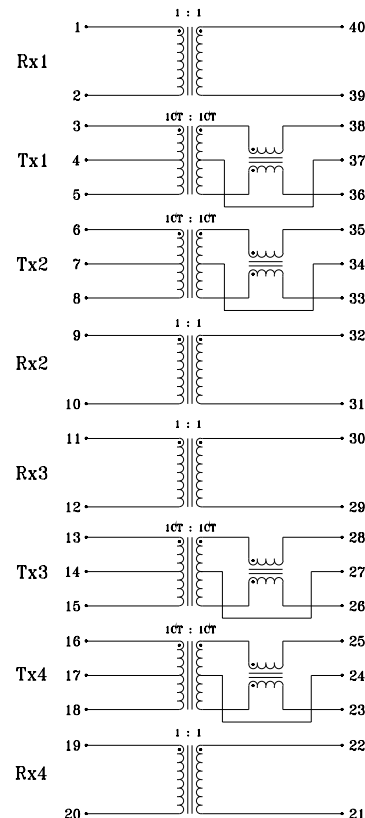 1 : 1
1 40
Rx1
2 39
1CT : 1CT
3 38
Tx1 4 37
5 36
1CT : 1CT
6 35
Tx2 7 34
8 33
1 : 1
9 32
Rx2
10 31
1 : 1
11 30
Rx3
12 29
1CT : 1CT
13 28
Tx3 14 27
15 26
1CT : 1CT
16 25
Tx4 17 24
18 23
1 : 1
19 22
Rx4
20 21